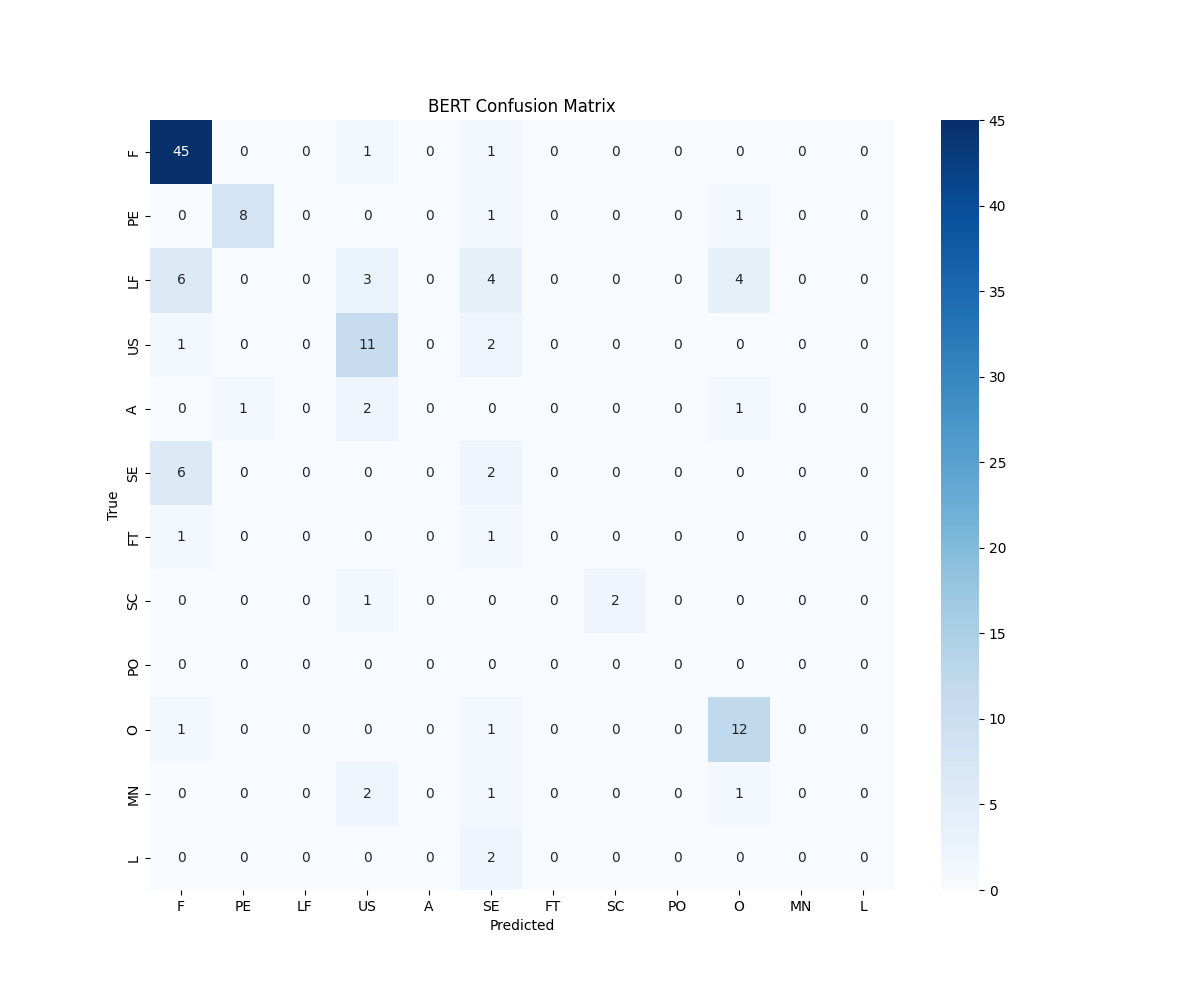 BERT Confusion Matrix
F 45 0 0 1 0 1 0 0 0 0 0 0
PE 0 8 0 0 0 1 0 0 0 1 0 0
LF 6 0 0 3 0 4 0 0 0 4 0 0
US 1 0 0 11 0 2 0 0 0 0 0 0
A 0 1 0 2 0 0 0 0 0 1 0 0
SE 6 0 0 0 0 2 0 0 0 0 0 0
FT 1 0 0 0 0 1 0 0 0 0 0 0
SC 0 0 0 1 0 0 0 2 0 0 0 0
PO 0 0 0 0 0 0 0 0 0 0 0 0
O 1 0 0 0 0 1 0 0 0 12 0 0
MN 0 0 0 2 0 1 0 0 0 1 0 0
L 0 0 0 0 0 2 0 0 0 0 0 0
F PE LF US A SE FT SC PO O MN L
Predicted
True
45
40
35
30
25
20
15
10
5
0